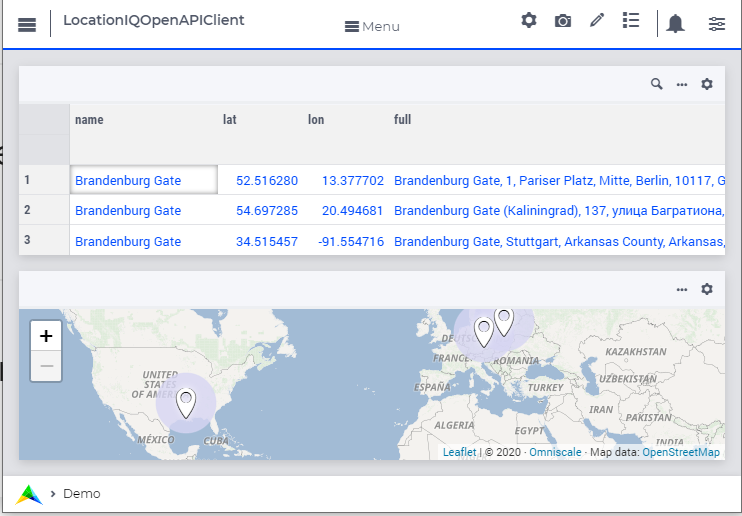 LocationIQOpenAPIClient
Menu
name lat lon full
1 Brandenburg Gate 52.516280 13.377702 Brandenburg Gate, 1, Pariser Platz, Mitte, Berlin, 10117, G
2 Brandenburg Gate 54.697285 20.494681 Brandenburg Gate (Kaliningrad), 137, улица Багратиона,
3 Brandenburg Gate 34.515457 -91.554716 Brandenburg Gate, Stuttgart, Arkansas County, Arkansas,
+
−
UNITED
STATES
OF AMER
MÉXICO
CUBA
DEUTSC
FRANCE
ROMANIA
ESPAÑA
TURKEY
KAZAKHSTAN
UZBEKISTAN
IRAN
PAKISTAN
ALGERIA
EGYPT
INDIA
Leaflet | © 2020 · Omniscale · Map data: OpenStreetMap
› Demo